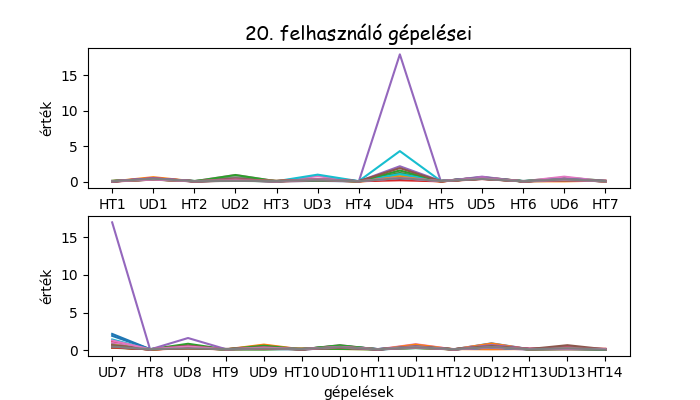 20. felhasználó gépelései
érték
15
10
5
0
HT1 UD1 HT2 UD2 HT3 UD3 HT4 UD4 HT5 UD5 HT6 UD6 HT7
érték
15
10
5
0
UD7 HT8 UD8 HT9 UD9 HT10 UD10 HT11 UD11 HT12 UD12 HT13 UD13 HT14
gépelések